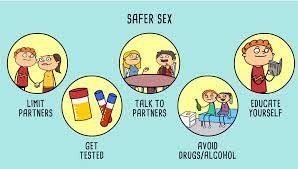 SAFER SEX
LIMIT
PARTNERS
GET
TESTED
TALK TO
PARTNERS
AVOID
DRUGS/ALCOHOL
EDUCATE
YOURSELF